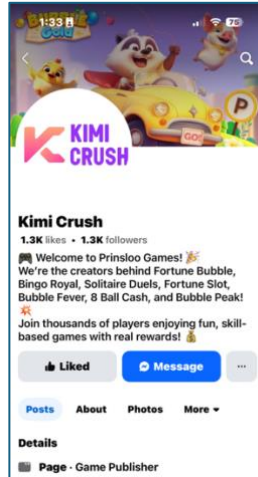 1:33
75
BUBBLE
Gold
P
GO!
KIMI
CRUSH
Kimi Crush
1.3K likes • 1.3K followers
🎮 Welcome to Prinsloo Games! 🎉
We're the creators behind Fortune Bubble,
Bingo Royal, Solitaire Duels, Fortune Slot,
Bubble Fever, 8 Ball Cash, and Bubble Peak!
💥
Join thousands of players enjoying fun, skill-
based games with real rewards! 💰
Liked
Message
...
Posts About Photos More
Details
Page · Game Publisher